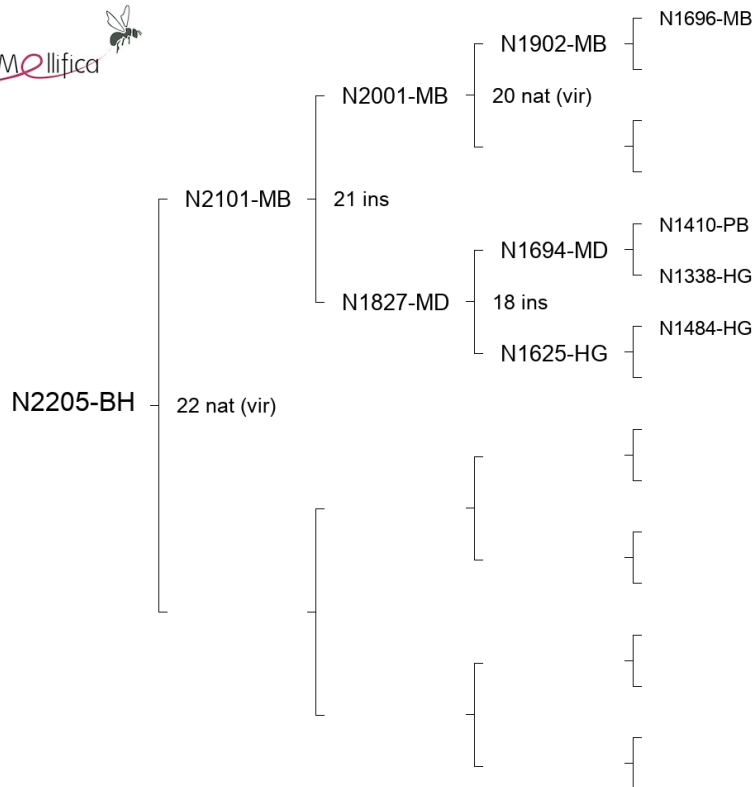 Mellifica
N1696-MB
N1902-MB
N2001-MB
20 nat (vir)
N2101-MB
21 ins
N1410-PB
N1694-MD
N1338-HG
N1827-MD
18 ins
N1484-HG
N1625-HG
N2205-BH
22 nat (vir)